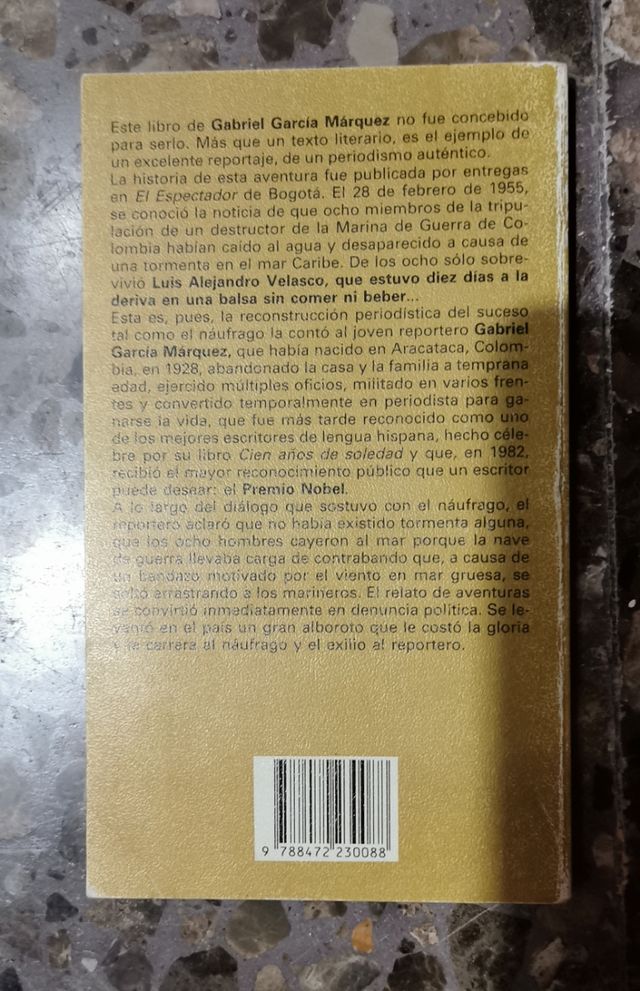 Este libro de Gabriel García Márquez no fue concebido
para serlo. Más que un texto literario, es el ejemplo de
un excelente reportaje, de un periodismo auténtico.
La historia de esta aventura fue publicada por entregas
en El Espectador de Bogotá. El 28 de febrero de 1955,
se conoció la noticia de que ocho miembros de la tripu-
lación de un destructor de la Marina de Guerra de Co-
lombia habían caído al agua y desaparecido a causa de
una tormenta en el mar Caribe. De los ocho sólo sobre-
vivió Luis Alejandro Velasco, que estuvo diez días a la
deriva en una balsa sin comer ni beber...
Esta es, pues, la reconstrucción periodística del suceso
tal como el náufrago la contó al joven reportero Gabriel
García Márquez, que había nacido en Aracataca, Colom-
bia, en 1928, abandonado la casa y la familia a temprana
edad, ejercido múltiples oficios, militado en varios fren-
tes y convertido temporalmente en periodista para ga-
narse la vida, que fue más tarde reconocido como uno
de los mejores escritores de lengua hispana, hecho céle-
bre por su libro Cien años de soledad y que, en 1982,
recibió el mayor reconocimiento público que un escritor
puede desear: el Premio Nobel.
A lo largo del diálogo que sostuvo con el náufrago, el
reportero aclaró que no había existido tormenta alguna,
que los ocho hombres cayeron al mar porque la nave
de guerra llevaba carga de contrabando que, a causa de
un bandazo motivado por el viento en mar gruesa, se
soltó arrastrando a los marineros. El relato de aventuras
se convirtió inmediatamente en denuncia política. Se le-
vantó en el país un gran alboroto que le costó la gloria
y la carrera al náufrago y el exilio al reportero.
9 788472 230088